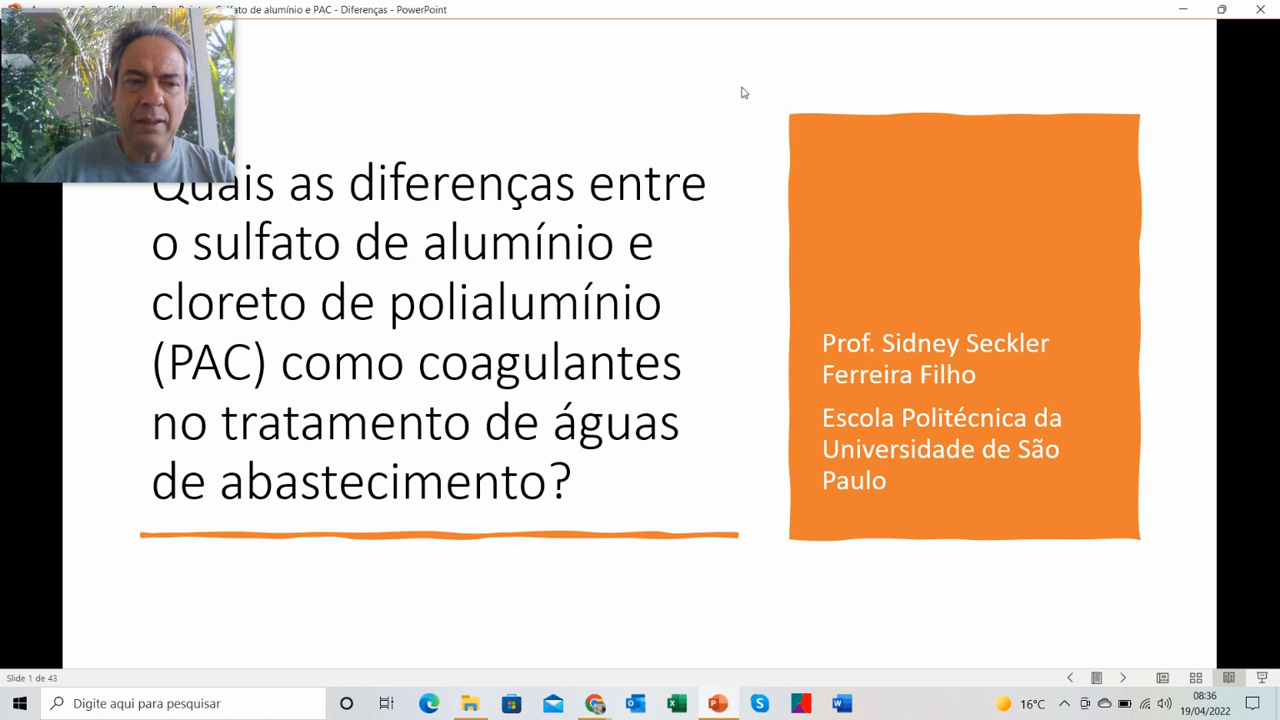 Sulfato de alumínio e PAC - Diferenças - PowerPoint
Quais as diferenças entre
o sulfato de alumínio e
cloreto de polialumínio
(PAC) como coagulantes
no tratamento de águas
de abastecimento?
Prof. Sidney Seckler
Ferreira Filho
Escola Politécnica da
Universidade de São
Paulo
Slide 1 de 43
Digite aqui para pesquisar
16°C
08:36
19/04/2022